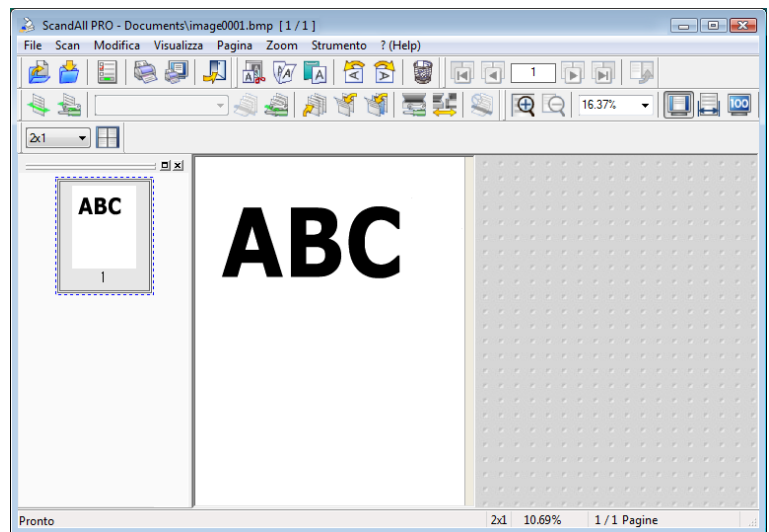 ScandAll PRO - Documents\image0001.bmp [ 1 / 1 ]
File Scan Modifica Visualizza Pagina Zoom Strumento ? (Help)
1
16.37%
100
2x1
ABC
1
ABC
Pronto 2x1 10.69% 1 / 1 Pagine